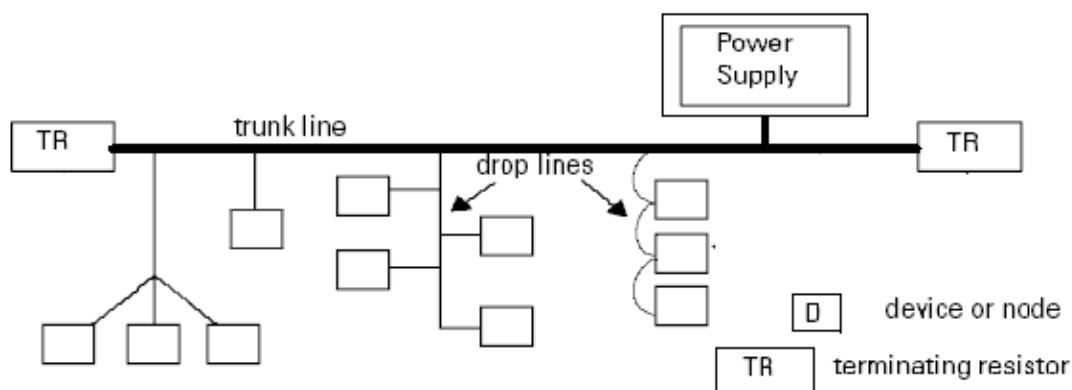 Power
Supply
TR
trunk line
TR
drop lines
D device or node
TR terminating resistor